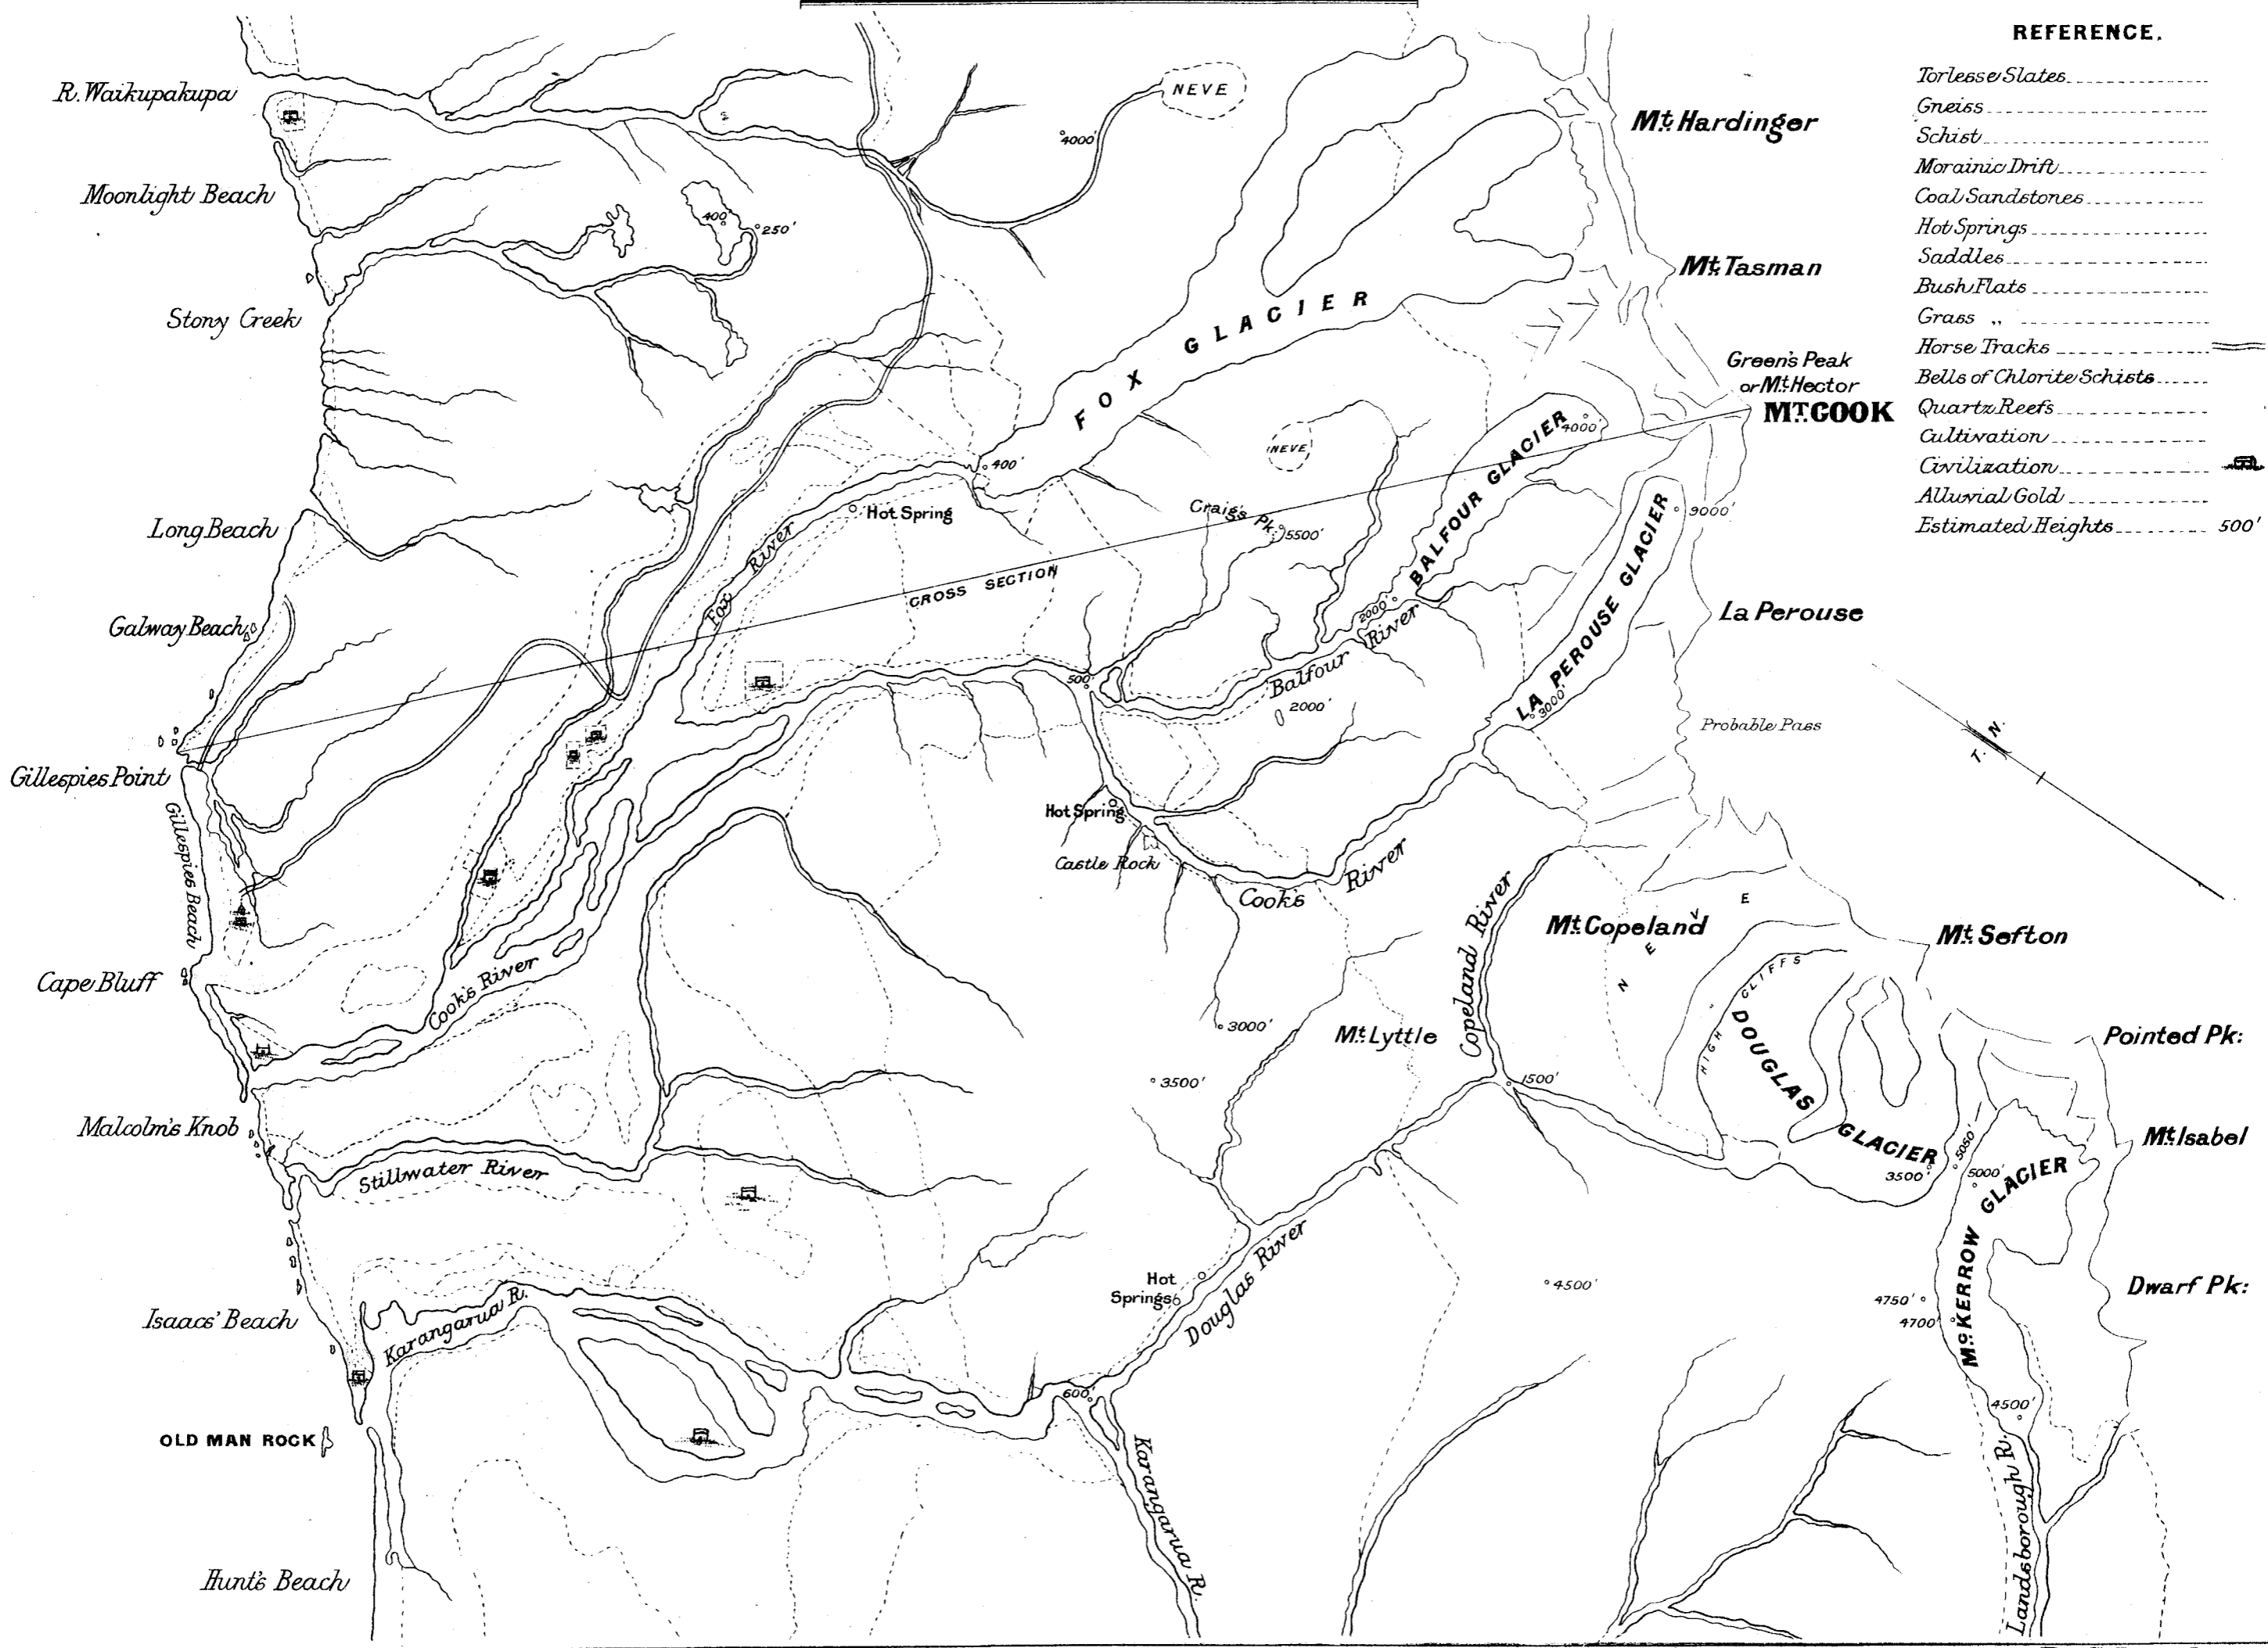 REFERENCE.
Torlesse Slates
Gneiss
Schist
Morainic Drift
Coal Sandstones
Hot Springs
Saddles
Bush Flats
Grass „
Horse Tracks
Bells of Chlorite Schists
Quartz Reefs
Cultivation
Civilization
Alluvial Gold
Estimated Heights 500'
R. Waikupakupa
Moonlight Beach
Stony Creek
Long Beach
Galway Beach
Gillespies Point
Gillespies Beach
Cape Bluff
Malcolm's Knob
Isaacs' Beach
OLD MAN ROCK
Hunt's Beach
NEVE
4000'
400'
250'
Mt. Hardinger
Mt. Tasman
Green's Peak
or Mt. Hector
MT. COOK
FOX GLACIER
400'
Hot Spring
Fox River
CROSS SECTION
NEVE
Craig's Pk.
5500'
BALFOUR GLACIER
4000'
2000'
Balfour River
2000'
500'
LA PEROUSE GLACIER
9000'
3000'
La Perouse
Probable Pass
T. N.
Hot Spring
Castle Rock
Cook's River
Cook's River
Copeland River
Mt. Copeland
NEVE
Mt. Sefton
HIGH CLIFFS
DOUGLAS GLACIER
3500'
5050'
5000'
Pointed Pk:
Mt. Isabel
Dwarf Pk:
McKERROW GLACIER
4750'
4700'
4500'
Landsborough R.
3000'
3500'
Mt. Lyttle
1500'
4500'
Stillwater River
Karangarua R.
Hot
Springs
Douglas River
600'
Karangarua R.